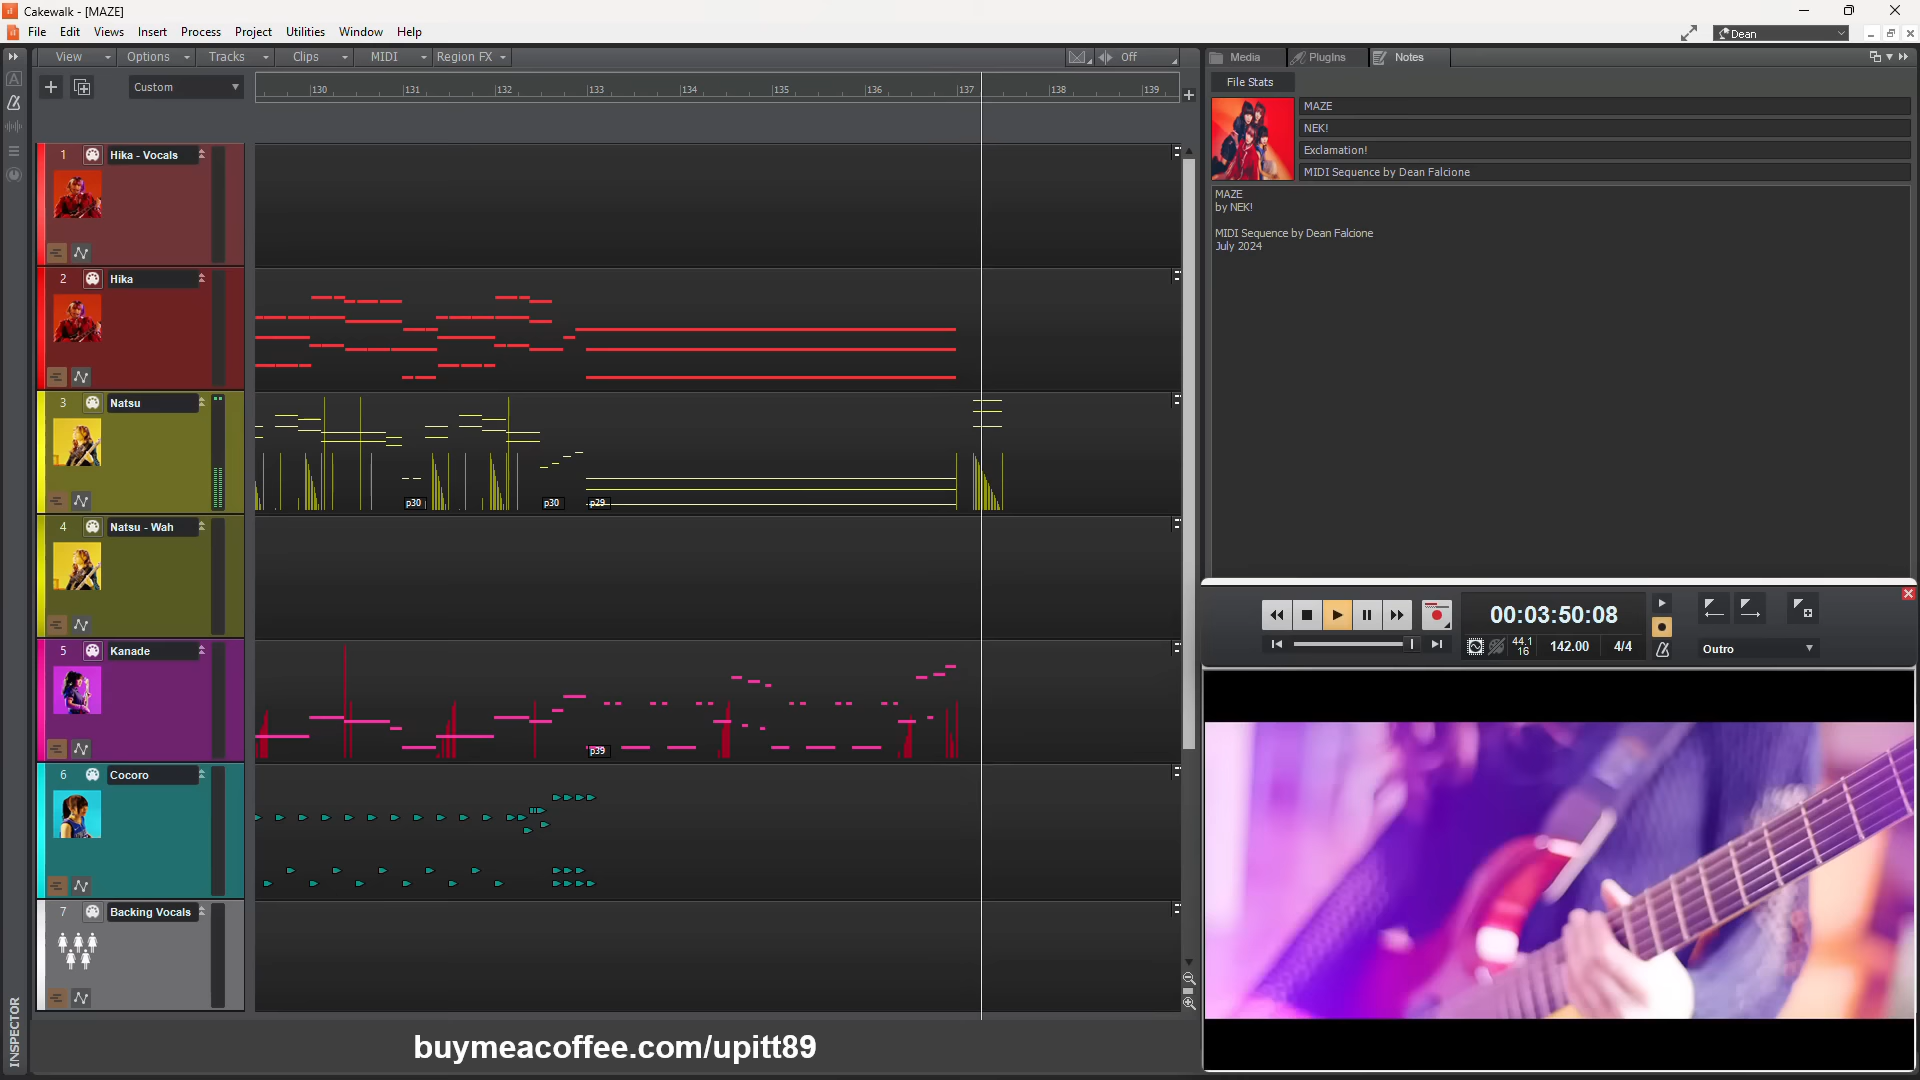 Cakewalk - [MAZE]
File Edit Views Insert Process Project Utilities Window Help
Dean
View Options Tracks Clips MIDI Region FX Off
Media PlugIns Notes
Custom
130 131 132 133 134 135 136 137 138 139
File Stats
MAZE
NEK!
Exclamation!
MIDI Sequence by Dean Falcione
MAZE
by NEK!
MIDI Sequence by Dean Falcione
July 2024
1 Hika - Vocals
2 Hika
3 Natsu
p30 p30 p29
4 Natsu - Wah
5 Kanade
p39
6 Cocoro
7 Backing Vocals
00:03:50:08
44.1
16
142.00 4/4
Outro
INSPECTOR
buymeacoffee.com/upitt89